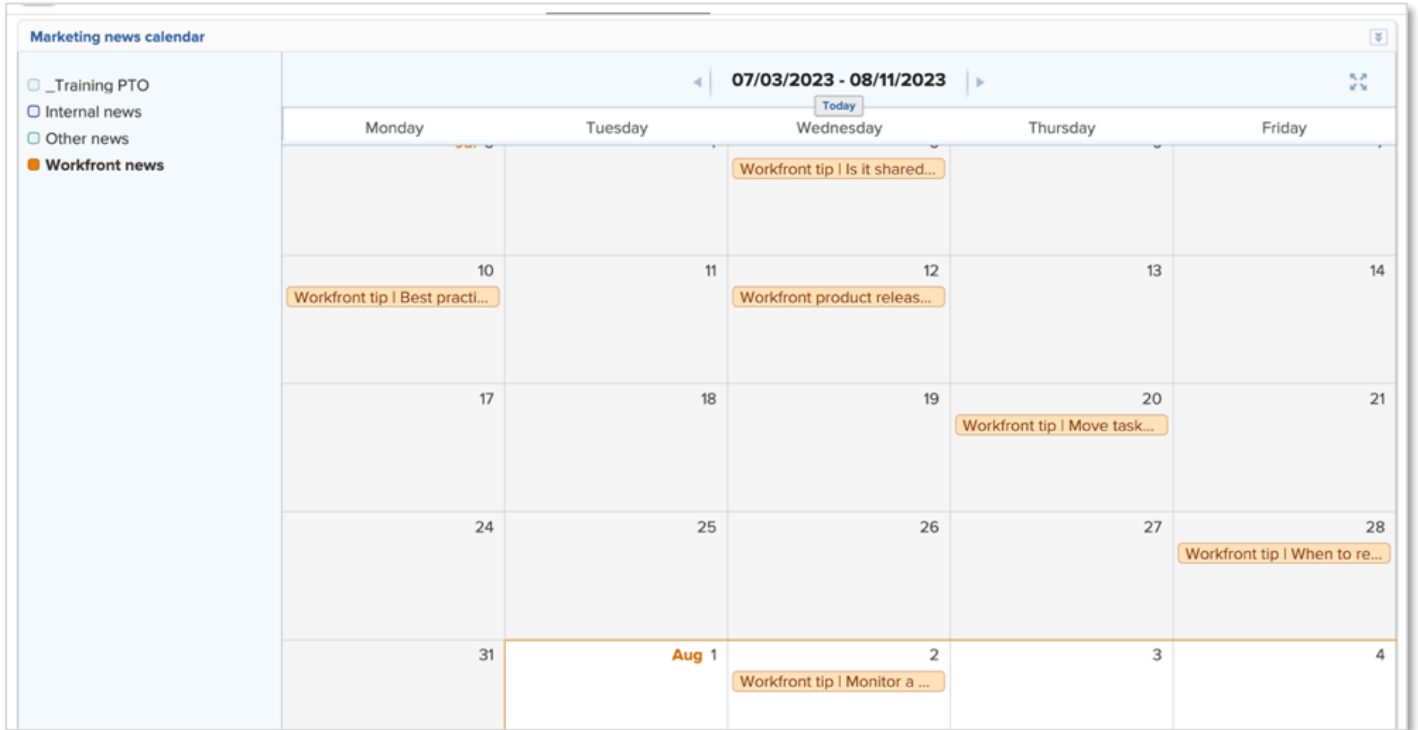 Marketing news calendar
_Training PTO
Internal news
Other news
Workfront news
07/03/2023 - 08/11/2023
Today
Monday Tuesday Wednesday Thursday Friday
Workfront tip | Is it shared...
10 11 12 13 14
Workfront tip | Best practi... Workfront product releas...
17 18 19 20 21
Workfront tip | Move task...
24 25 26 27 28
Workfront tip | When to re...
31 Aug 1 2 3 4
Workfront tip | Monitor a ...